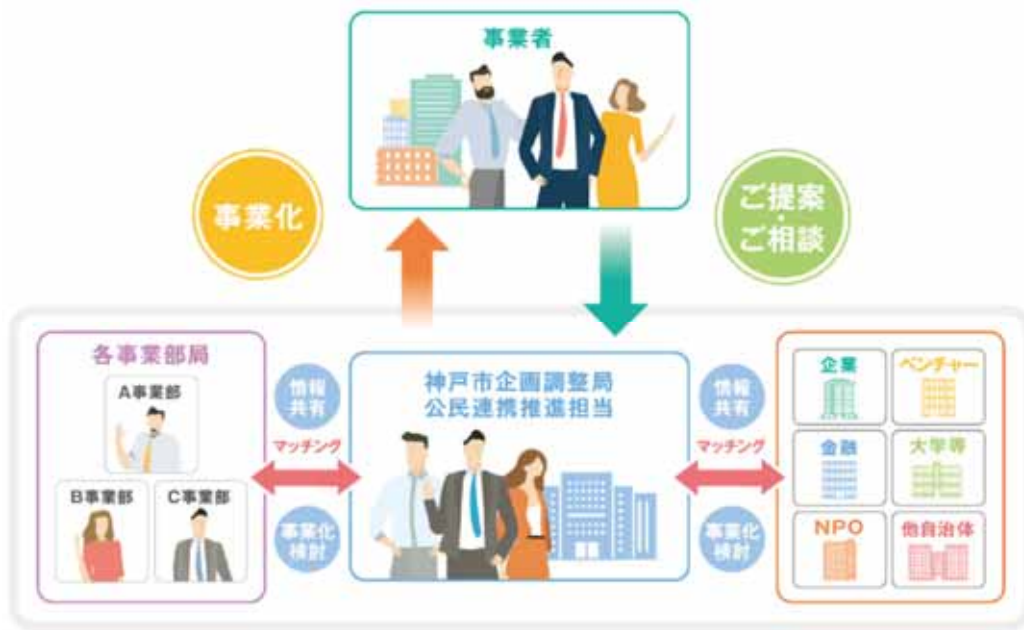 事業者
事業化
ご提案
・
ご相談
各事業部局
A事業部
B事業部
C事業部
情報
共有
マッチング
事業化
検討
神戸市企画調整局
公民連携推進担当
情報
共有
マッチング
事業化
検討
企業
ベンチャー
金融
大学等
NPO
他自治体